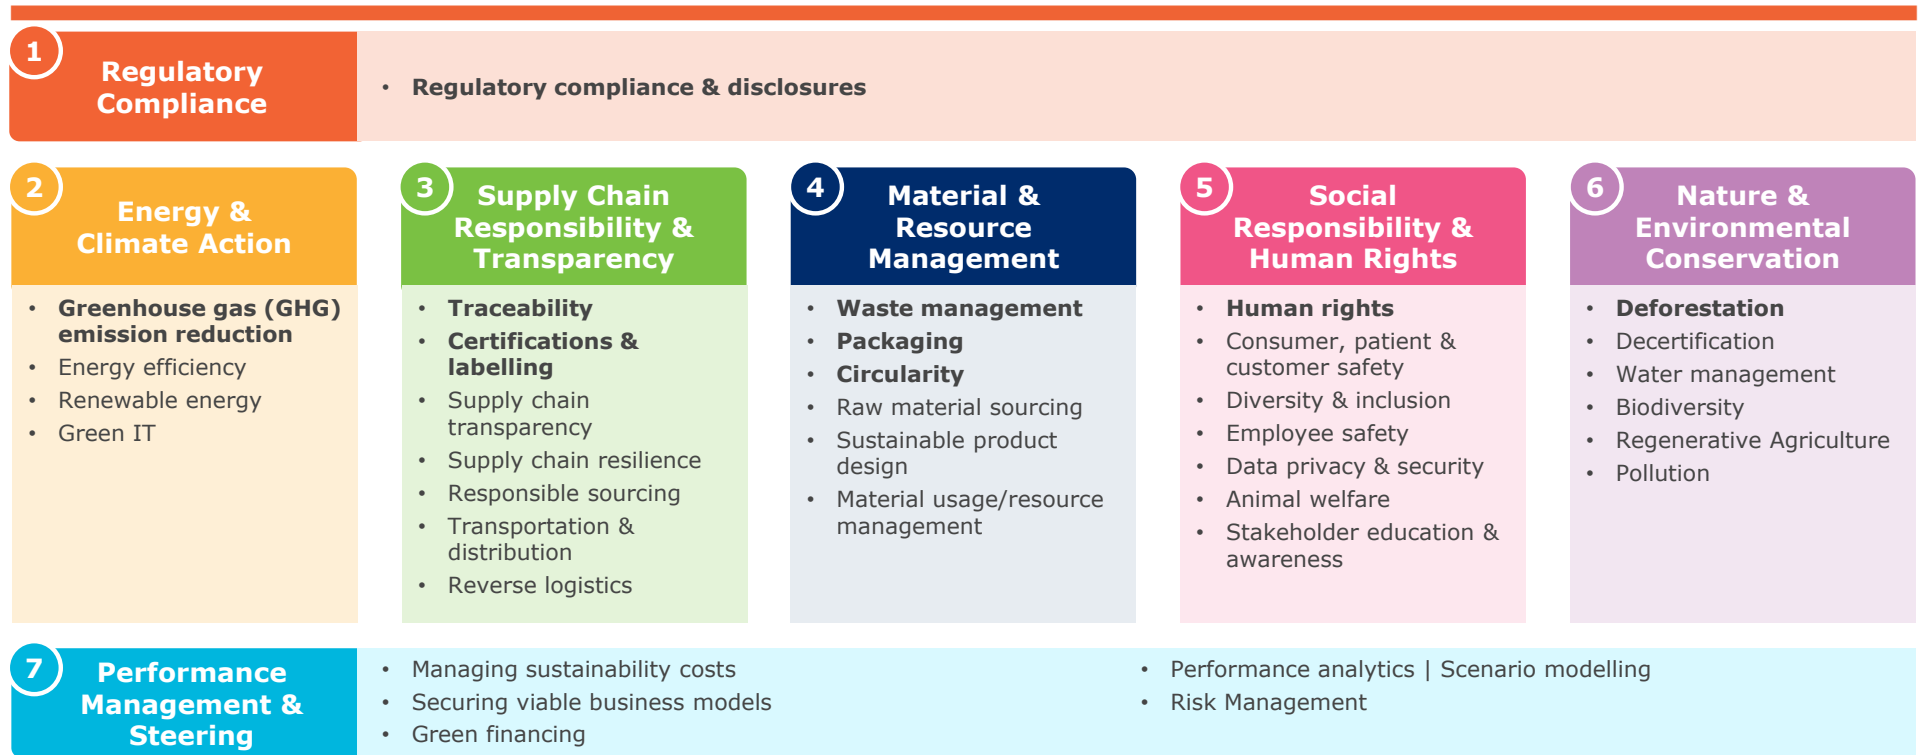 1
Regulatory
Compliance
• Regulatory compliance & disclosures
2
Energy &
Climate Action
• Greenhouse gas (GHG)
emission reduction
• Energy efficiency
• Renewable energy
• Green IT
3
Supply Chain
Responsibility &
Transparency
• Traceability
• Certifications &
labelling
• Supply chain
transparency
• Supply chain resilience
• Responsible sourcing
• Transportation &
distribution
• Reverse logistics
4
Material &
Resource
Management
• Waste management
• Packaging
• Circularity
• Raw material sourcing
• Sustainable product
design
• Material usage/resource
management
5
Social
Responsibility &
Human Rights
• Human rights
• Consumer, patient &
customer safety
• Diversity & inclusion
• Employee safety
• Data privacy & security
• Animal welfare
• Stakeholder education &
awareness
6
Nature &
Environmental
Conservation
• Deforestation
• Decertification
• Water management
• Biodiversity
• Regenerative Agriculture
• Pollution
7
Performance
Management &
Steering
• Managing sustainability costs
• Securing viable business models
• Green financing
• Performance analytics | Scenario modelling
• Risk Management